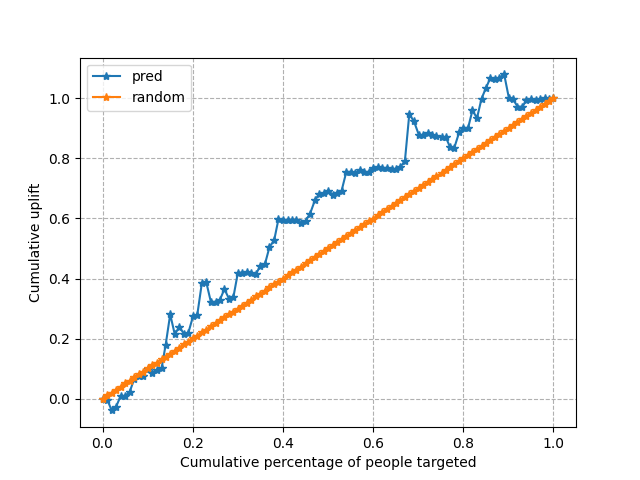 pred
random
1.0
0.8
0.6
0.4
0.2
0.0
Cumulative uplift
0.0 0.2 0.4 0.6 0.8 1.0
Cumulative percentage of people targeted